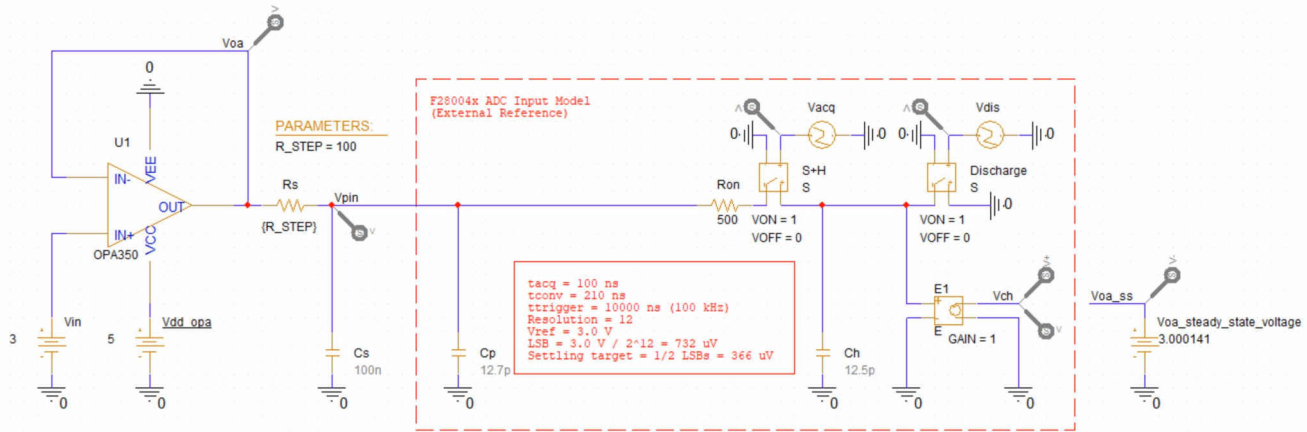 Voa
0
U1
VEE
IN-
OUT
IN+
VCC
OPA350
PARAMETERS:
R_STEP = 100
Rs
{R_STEP}
Vpin
3
Vin
0
5
Vdd_opa
0
Cs
100n
0
F28004x ADC Input Model
(External Reference)
Cp
12.7p
0
tacq = 100 ns
tconv = 210 ns
ttrigger = 10000 ns (100 kHz)
Resolution = 12
Vref = 3.0 V
LSB = 3.0 V / 2^12 = 732 uV
Settling target = 1/2 LSBs = 366 uV
Ron
500
Vacq
0
0
S+H
S
VON = 1
VOFF = 0
Vdis
0
0
Discharge
S
0
VON = 1
VOFF = 0
Ch
12.5p
0
E1
E
GAIN = 1
Vch
0
0
Voa_ss
Voa_steady_state_voltage
3.000141
0